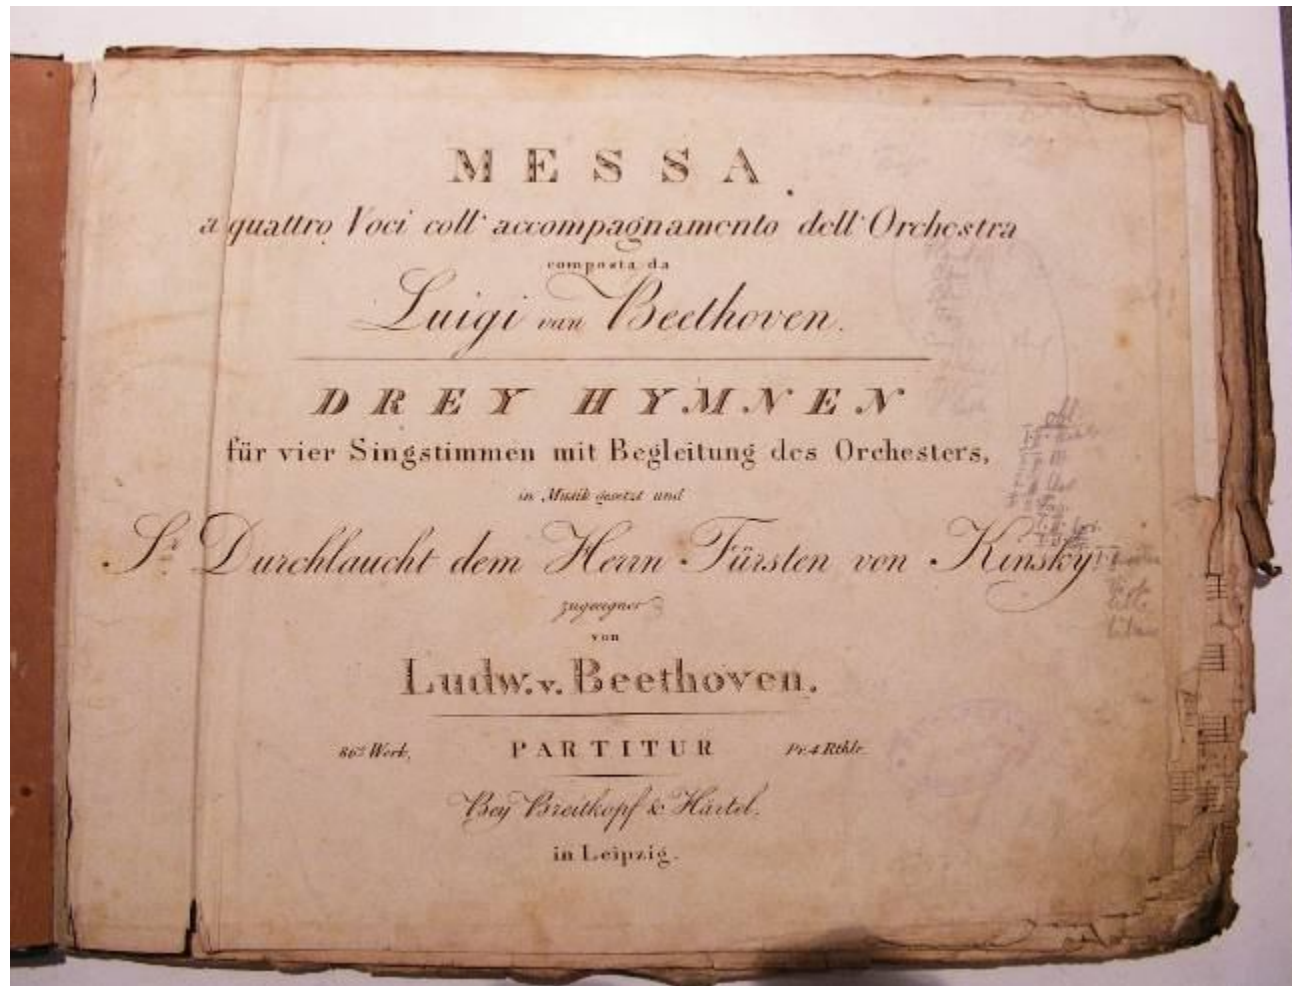 MESSA.
a quattro Voci coll' accompagnamento dell' Orchestra
composta da
Luigi van Beethoven.
DREY HYMNEN
für vier Singstimmen mit Begleitung des Orchesters,
in Musik gesetzt und
Sr. Durchlaucht dem Herrn Fürsten von Kinsky
zugeeignet
von
Ludw. v. Beethoven.
86s Werk. PARTITUR Pr. 4 Rthlr.
Bey Breitkopf & Härtel.
in Leipzig.